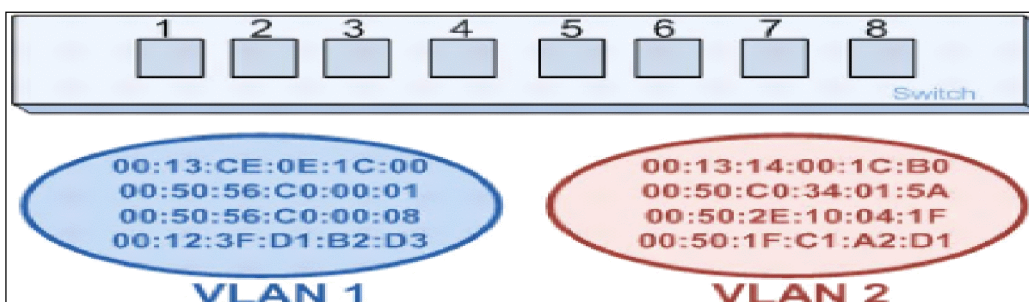 1 2 3 4 5 6 7 8
Switch
00:13:CE:0E:1C:00
00:50:56:C0:00:01
00:50:56:C0:00:08
00:12:3F:D1:B2:D3
VLAN 1
00:13:14:00:1C:B0
00:50:C0:34:01:5A
00:50:2E:10:04:1F
00:50:1F:C1:A2:D1
VLAN 2